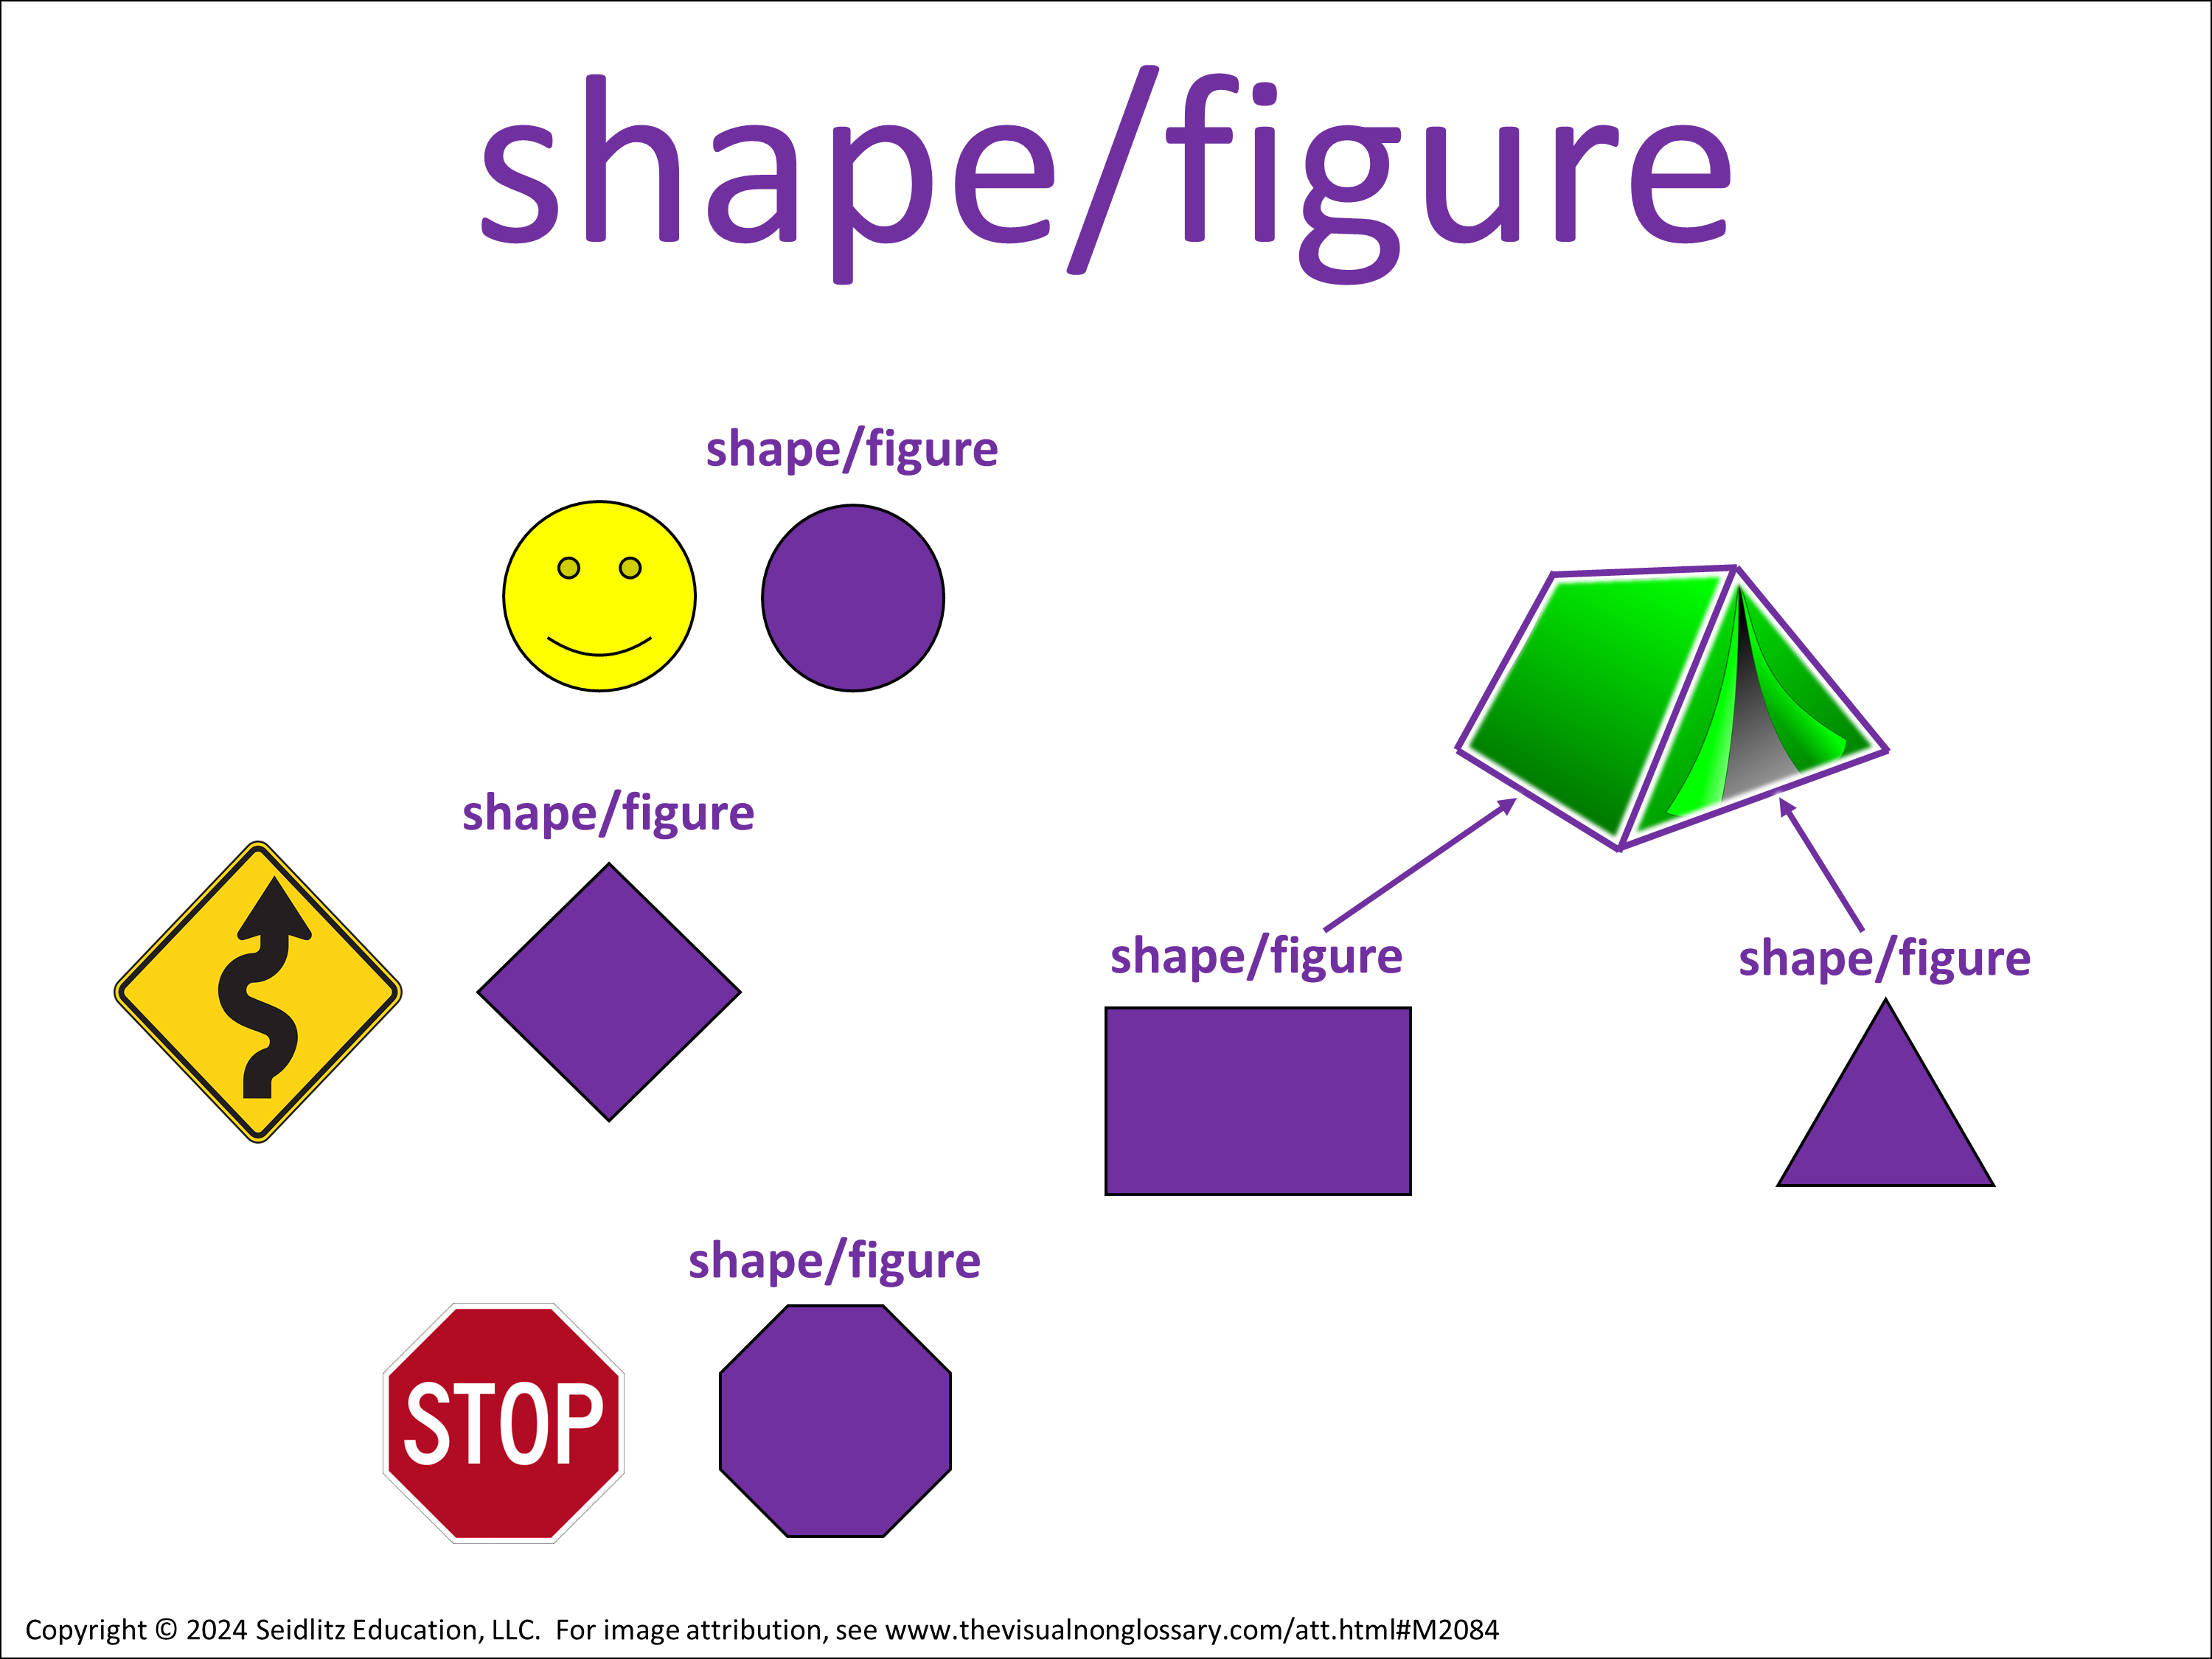 shape/figure
shape/figure
shape/figure
shape/figure
shape/figure
shape/figure
STOP
Copyright © 2024 Seidlitz Education, LLC.  For image attribution, see www.thevisualnonglossary.com/att.html#M2084